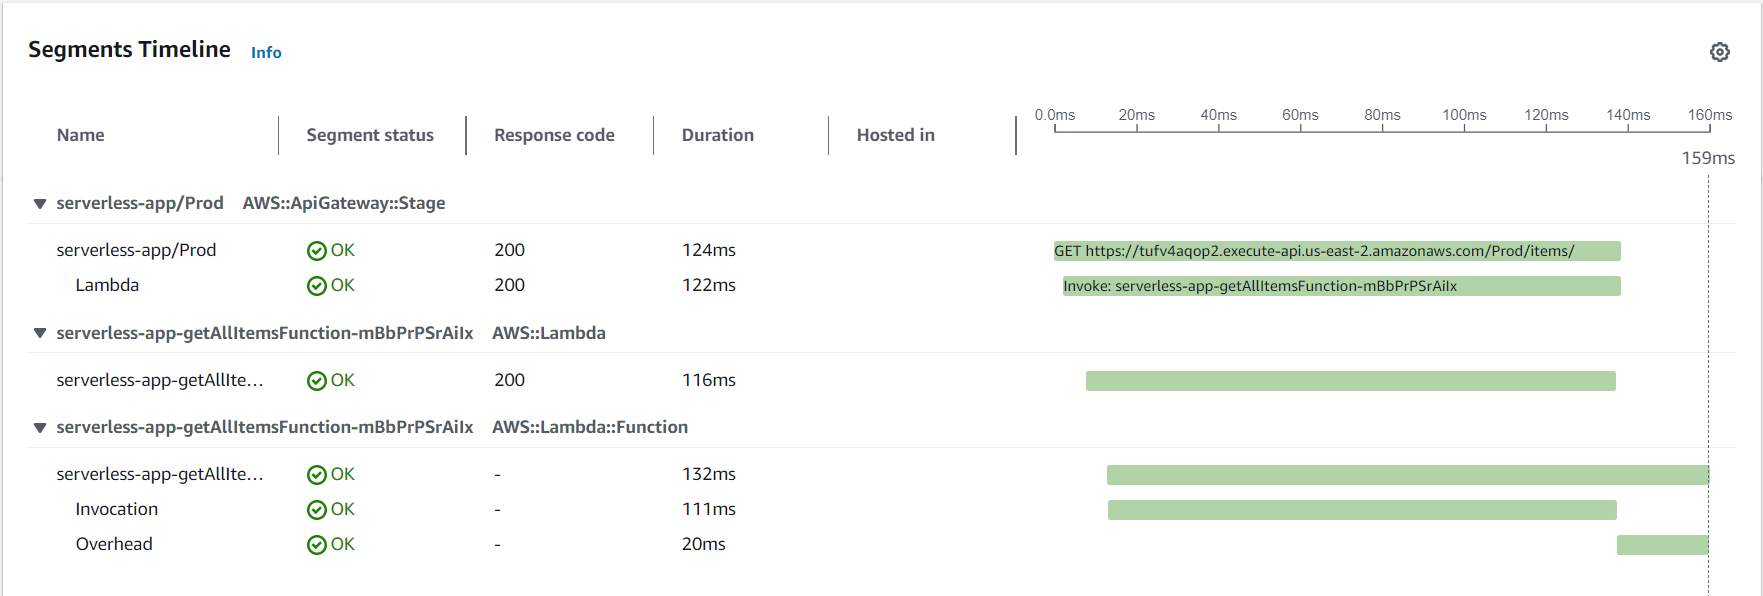 Segments Timeline Info
0.0ms 20ms 40ms 60ms 80ms 100ms 120ms 140ms 160ms
Name Segment status Response code Duration Hosted in
159ms
serverless-app/Prod AWS::ApiGateway::Stage
serverless-app/Prod OK 200 124ms GET https://tufv4aqop2.execute-api.us-east-2.amazonaws.com/Prod/items/
Lambda OK 200 122ms Invoke: serverless-app-getAllItemsFunction-mBbPrPSrAiIx
serverless-app-getAllItemsFunction-mBbPrPSrAiIx AWS::Lambda
serverless-app-getAllIte... OK 200 116ms
serverless-app-getAllItemsFunction-mBbPrPSrAiIx AWS::Lambda::Function
serverless-app-getAllIte... OK - 132ms
Invocation OK - 111ms
Overhead OK - 20ms